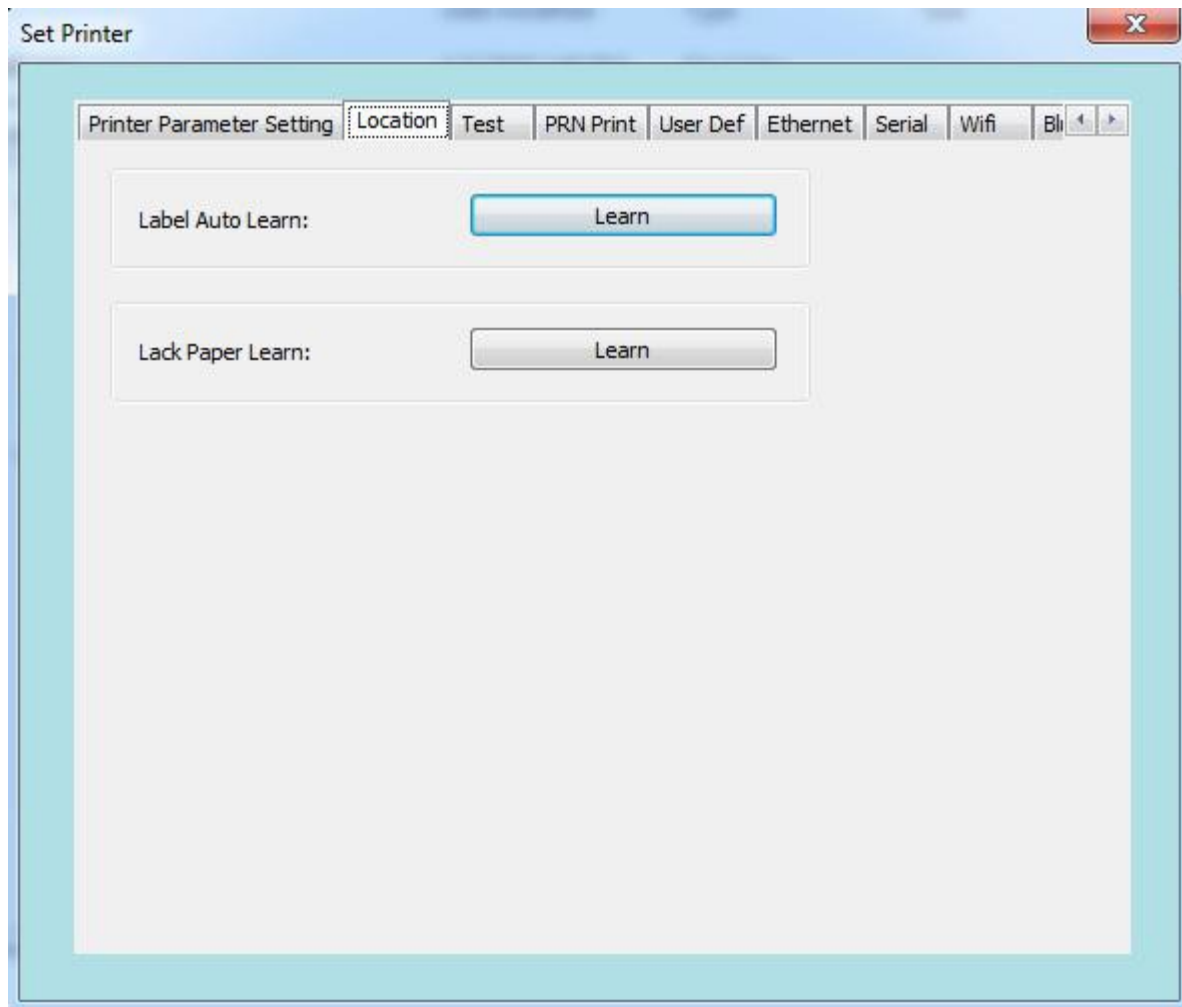 Set Printer
Printer Parameter Setting Location Test PRN Print User Def Ethernet Serial Wifi
Label Auto Learn: Learn
Lack Paper Learn: Learn